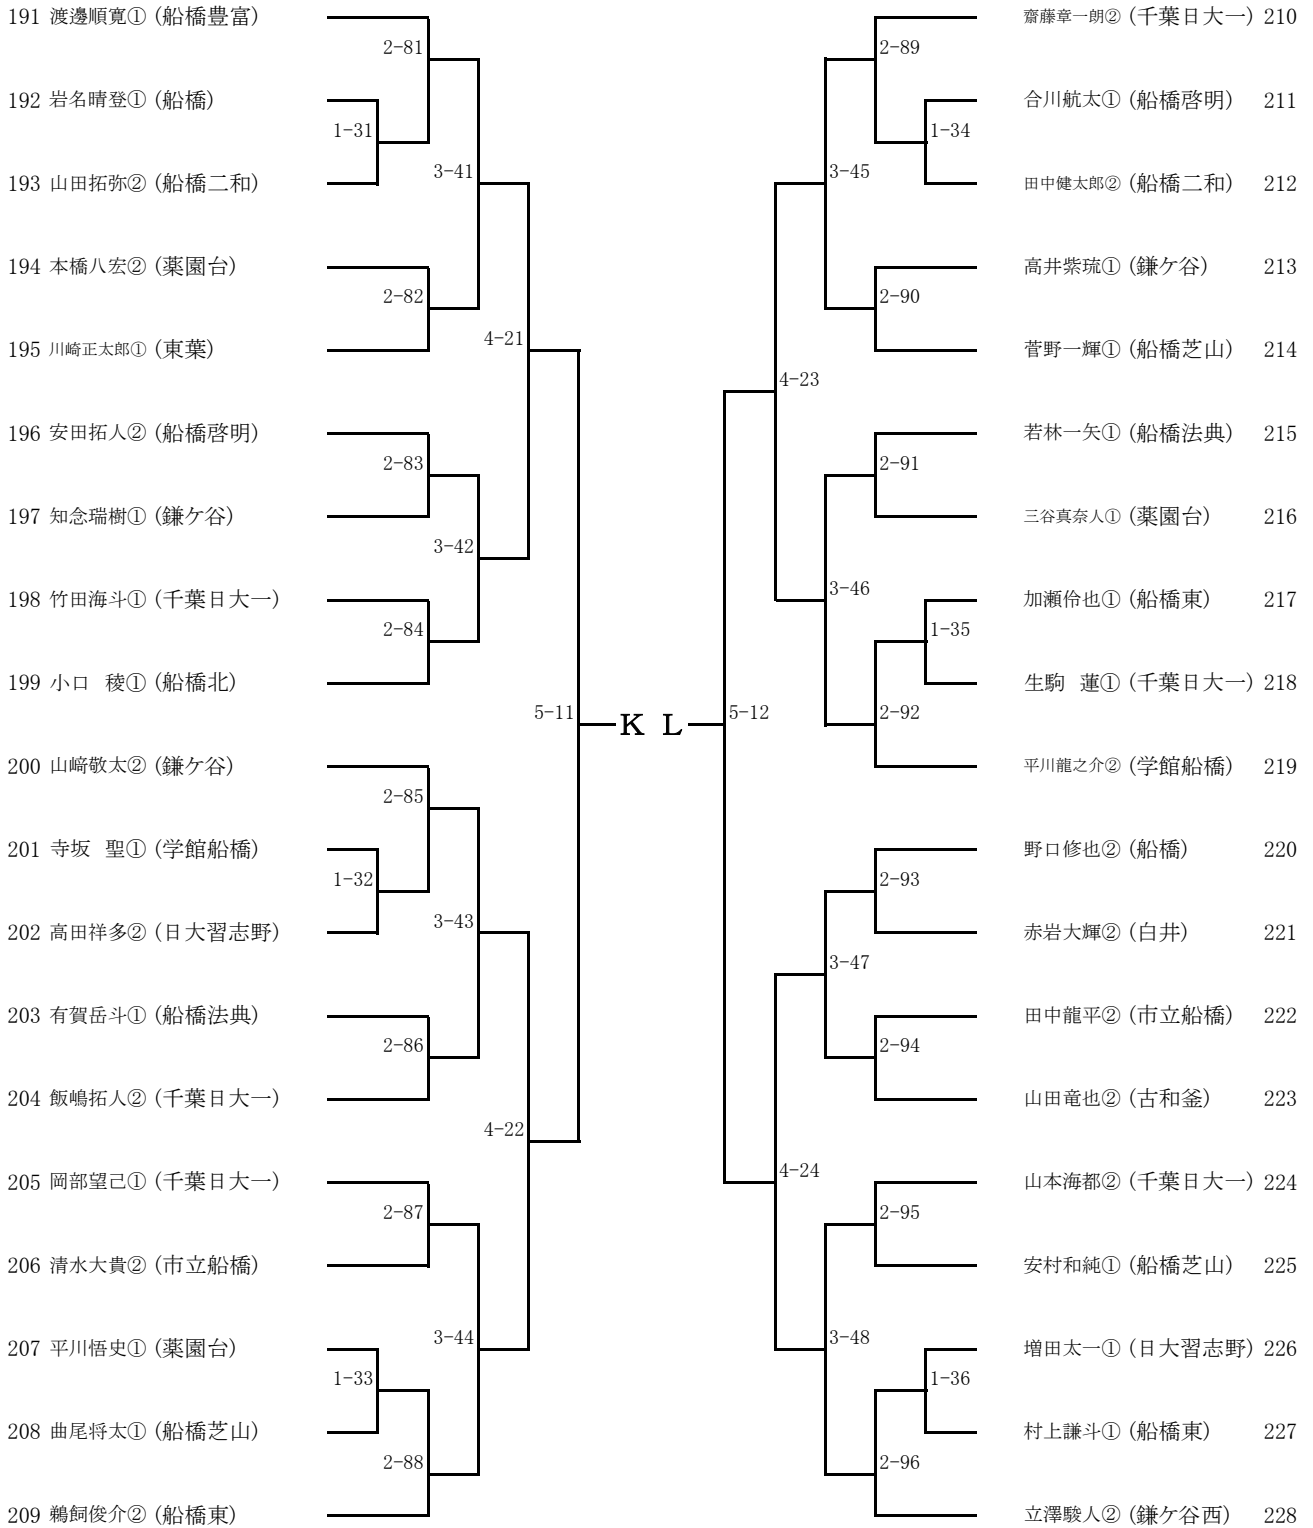 191 渡邊順寛① (船橋豊富)
2-81
192 岩名晴登① (船橋)
1-31
193 山田拓弥② (船橋二和)
3-41
194 本橋八宏② (薬園台)
2-82
195 川崎正太郎① (東葉)
4-21
196 安田拓人② (船橋啓明)
2-83
197 知念瑞樹① (鎌ケ谷)
3-42
198 竹田海斗① (千葉日大一)
2-84
199 小口 稜① (船橋北)
5-11
K
200 山﨑敬太② (鎌ケ谷)
2-85
201 寺坂 聖① (学館船橋)
1-32
202 高田祥多② (日大習志野)
3-43
203 有賀岳斗① (船橋法典)
2-86
204 飯嶋拓人② (千葉日大一)
4-22
205 岡部望己① (千葉日大一)
2-87
206 清水大貴② (市立船橋)
3-44
207 平川悟史① (薬園台)
1-33
208 曲尾将太① (船橋芝山)
2-88
209 鵜飼俊介② (船橋東)
齋藤章一朗② (千葉日大一) 210
2-89
合川航太① (船橋啓明) 211
1-34
田中健太郎② (船橋二和) 212
3-45
高井紫琉① (鎌ケ谷) 213
2-90
菅野一輝① (船橋芝山) 214
4-23
若林一矢① (船橋法典) 215
2-91
三谷真奈人① (薬園台) 216
3-46
加瀬伶也① (船橋東) 217
1-35
生駒 蓮① (千葉日大一) 218
2-92
L
5-12
平川龍之介② (学館船橋) 219
野口修也② (船橋) 220
2-93
赤岩大輝② (白井) 221
3-47
田中龍平② (市立船橋) 222
2-94
山田竜也② (古和釜) 223
4-24
山本海都② (千葉日大一) 224
2-95
安村和純① (船橋芝山) 225
3-48
増田太一① (日大習志野) 226
1-36
村上謙斗① (船橋東) 227
2-96
立澤駿人② (鎌ケ谷西) 228